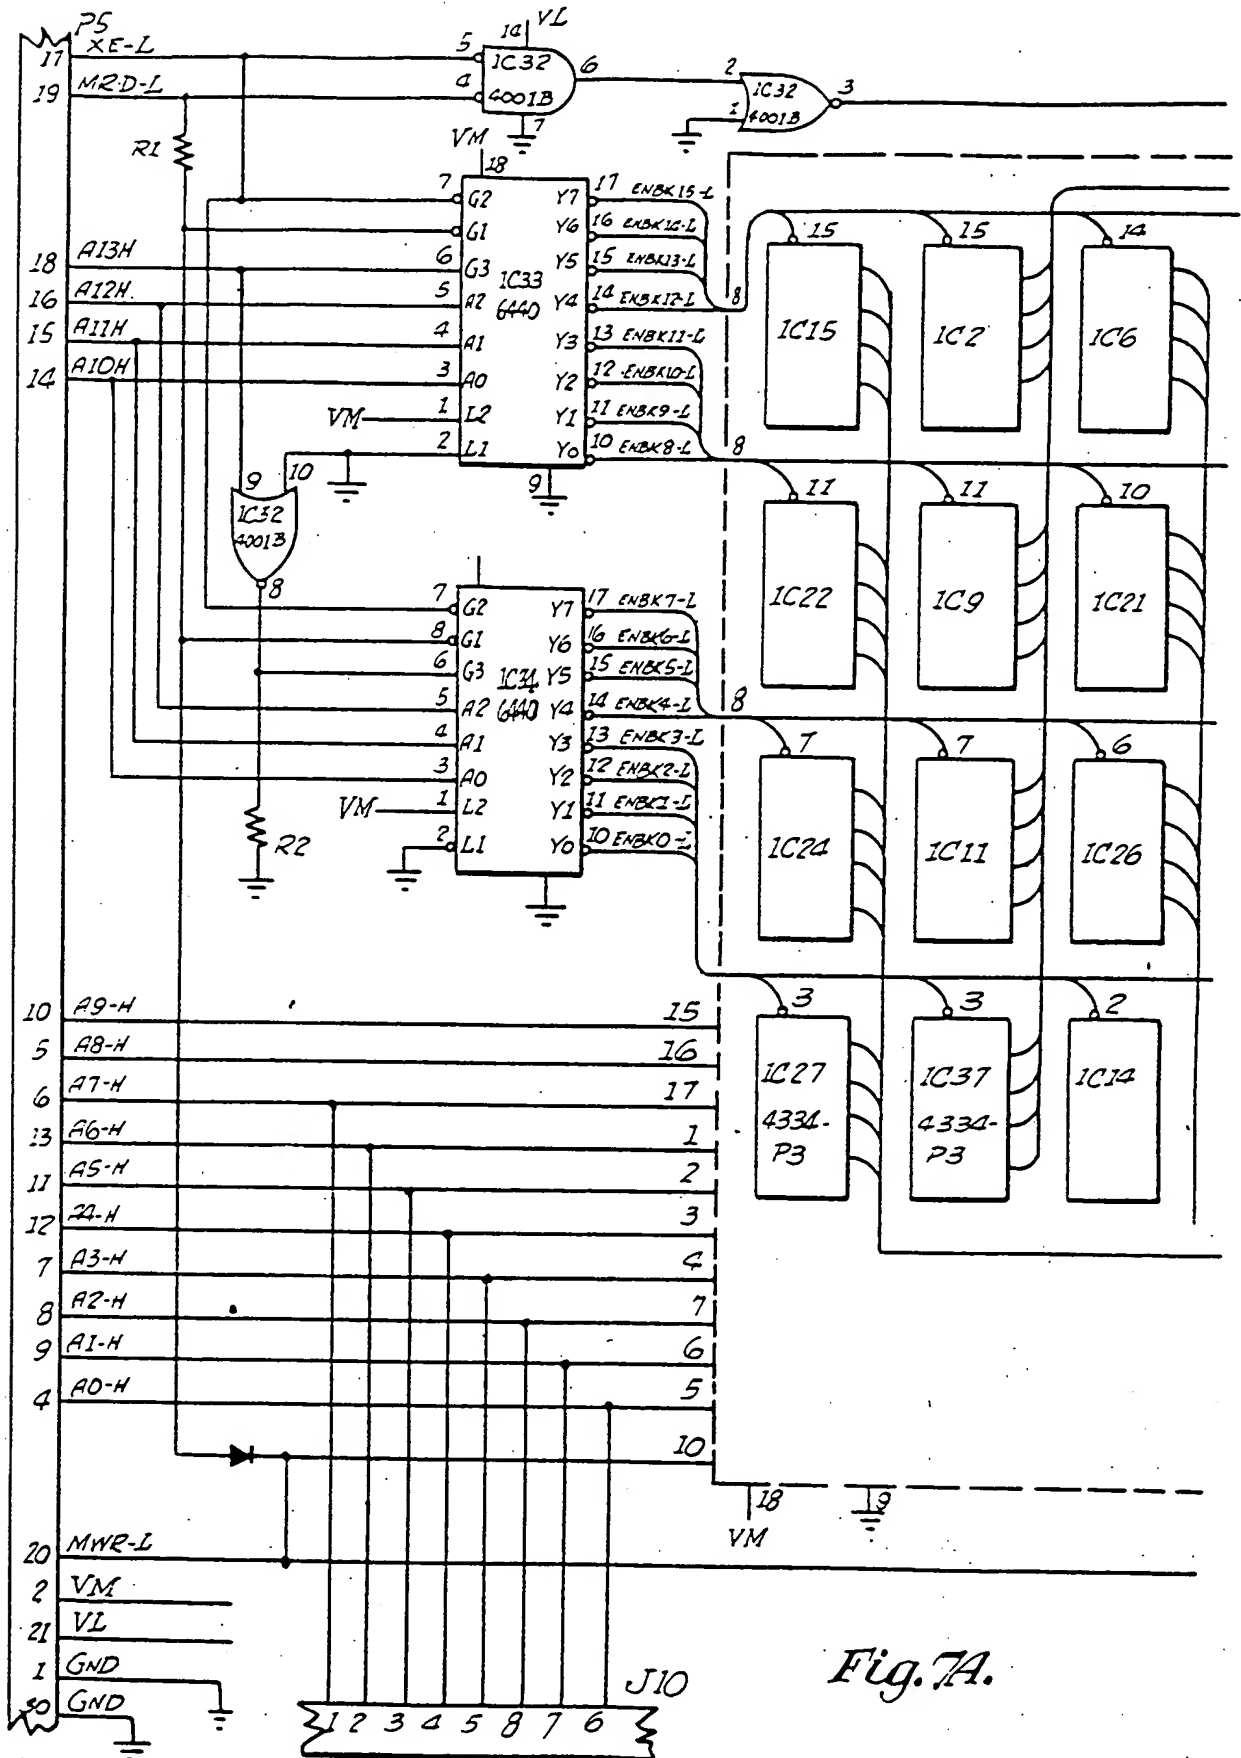 P5
17 XE-L
19 MRD-L
R1
14 VL
5 IC32 6
4 4001B
7
2 IC32 3
1 4001B
VM
18
7 G2 Y7 17 ENBK15-L
G1 Y6 16 ENBK14-L
18 A13H 6 G3 Y5 15 ENBK13-L
IC33
16 A12H 5 A2 6440 Y4 14 ENBK12-L 8
15 A11H 4 A1 Y3 13 ENBK11-L
14 A10H 3 A0 Y2 12 ENBK10-L
VM 1 L2 Y1 11 ENBK9-L
2 L1 Y0 10 ENBK8-L 8
9
15 15 14
IC15 IC2 IC6
9 10
IC32
4001B
8
11 11 10
IC22 IC9 IC21
7 G2 Y7 17 ENBK7-L
8 G1 Y6 16 ENBK6-L
6 G3 Y5 15 ENBK5-L
IC34
5 A2 6440 Y4 14 ENBK4-L 8
4 A1 Y3 13 ENBK3-L
3 A0 Y2 12 ENBK2-L
VM 1 L2 Y1 11 ENBK1-L
2 L1 Y0 10 ENBK0-L
R2
7 7 6
IC24 IC11 IC26
3 3 2
IC27 IC37 IC14
4334- 4334-
P3 P3
10 A9-H 15
5 A8-H 16
6 A7-H 17
13 A6-H 1
11 A5-H 2
12 A4-H 3
7 A3-H 4
8 A2-H 7
9 A1-H 6
4 A0-H 5
10
18 9
VM
20 MWR-L
2 VM
21 VL
1 GND
30 GND
J10
1 2 3 4 5 8 7 6
Fig. 7A.